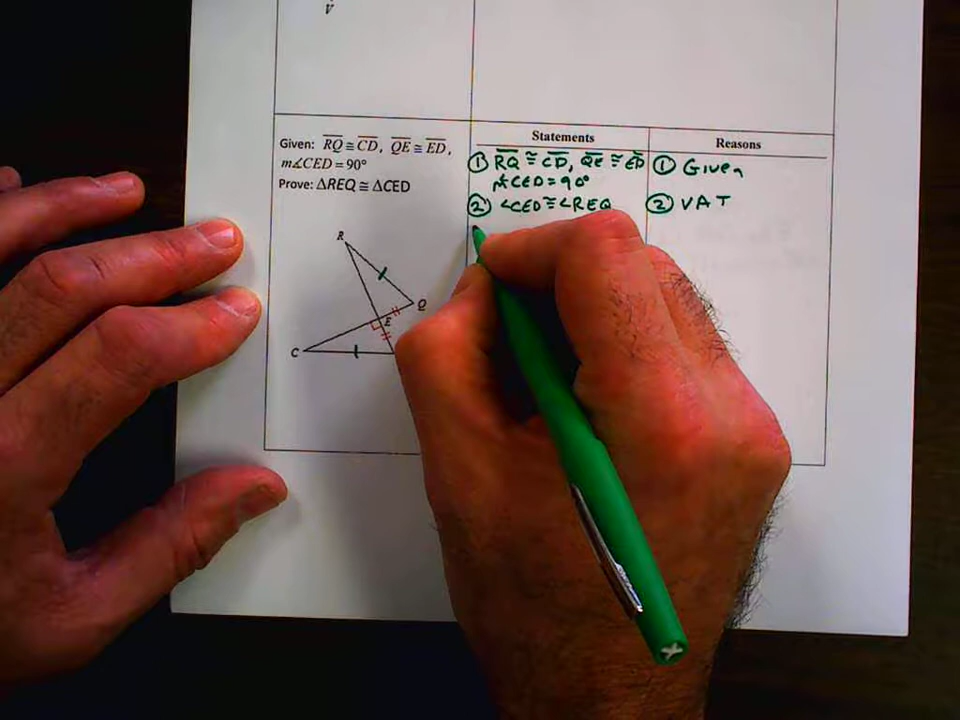 V
Given: RQ ≅ CD, QE ≅ ED,
m∡CED = 90°
Prove: ΔREQ ≅ ΔCED
R
Q
E
C
Statements
① RQ ≅ CD, QE ≅ ED
∡CED = 90°
② ∠CED ≅ ∠REQ
Reasons
① Given
② VAT